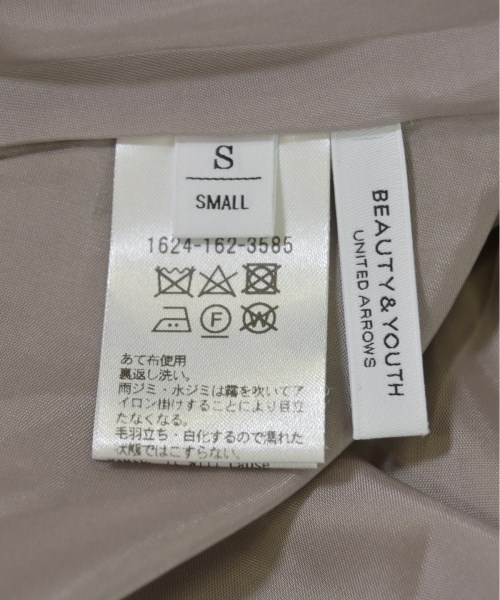 S
SMALL
1624-162-3585
F
W
あて布使用
裏返し洗い。
雨ジミ・水ジミは霧を吹いてア
イロン掛けすることにより目立
たなくなる。
毛羽立ち・白化するので濡れた
状態ではこすらない。
BEAUTY & YOUTH
UNITED ARROWS